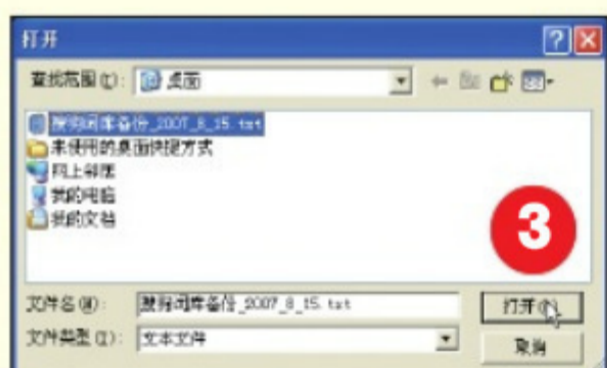 打开
查找范围(I): 桌面
搜狗词库备份_2007_8_15.txt
未使用的桌面快捷方式
网上邻居
我的电脑
我的文档
3
文件名(N): 搜狗词库备份_2007_8_15.txt 打开(O)
文件类型(T): 文本文件 取消